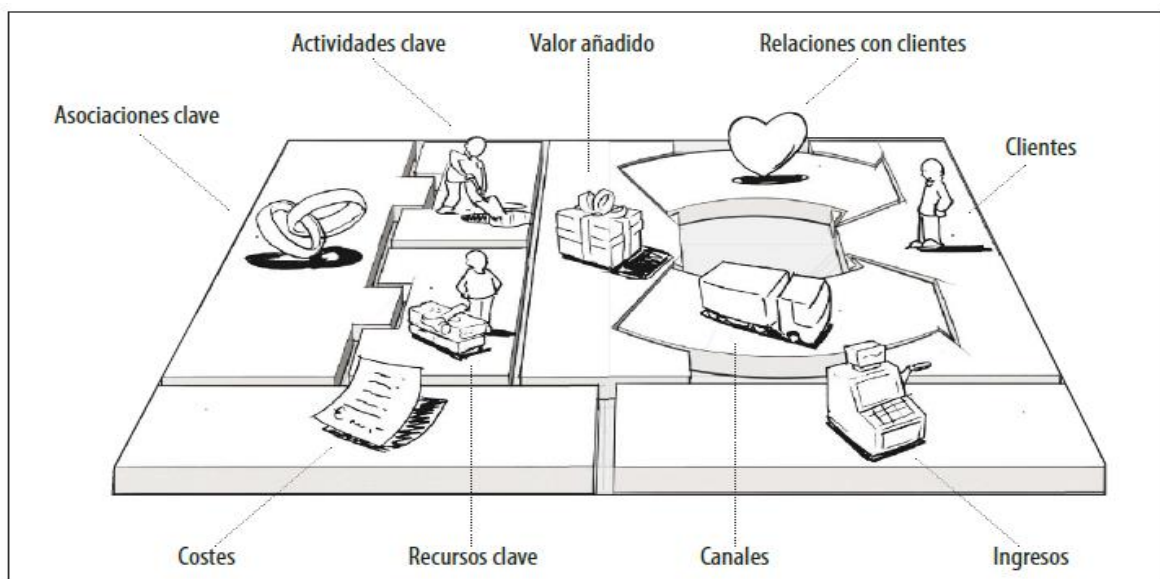 Actividades clave
Valor añadido
Relaciones con clientes
Asociaciones clave
Clientes
Costes
Recursos clave
Canales
Ingresos